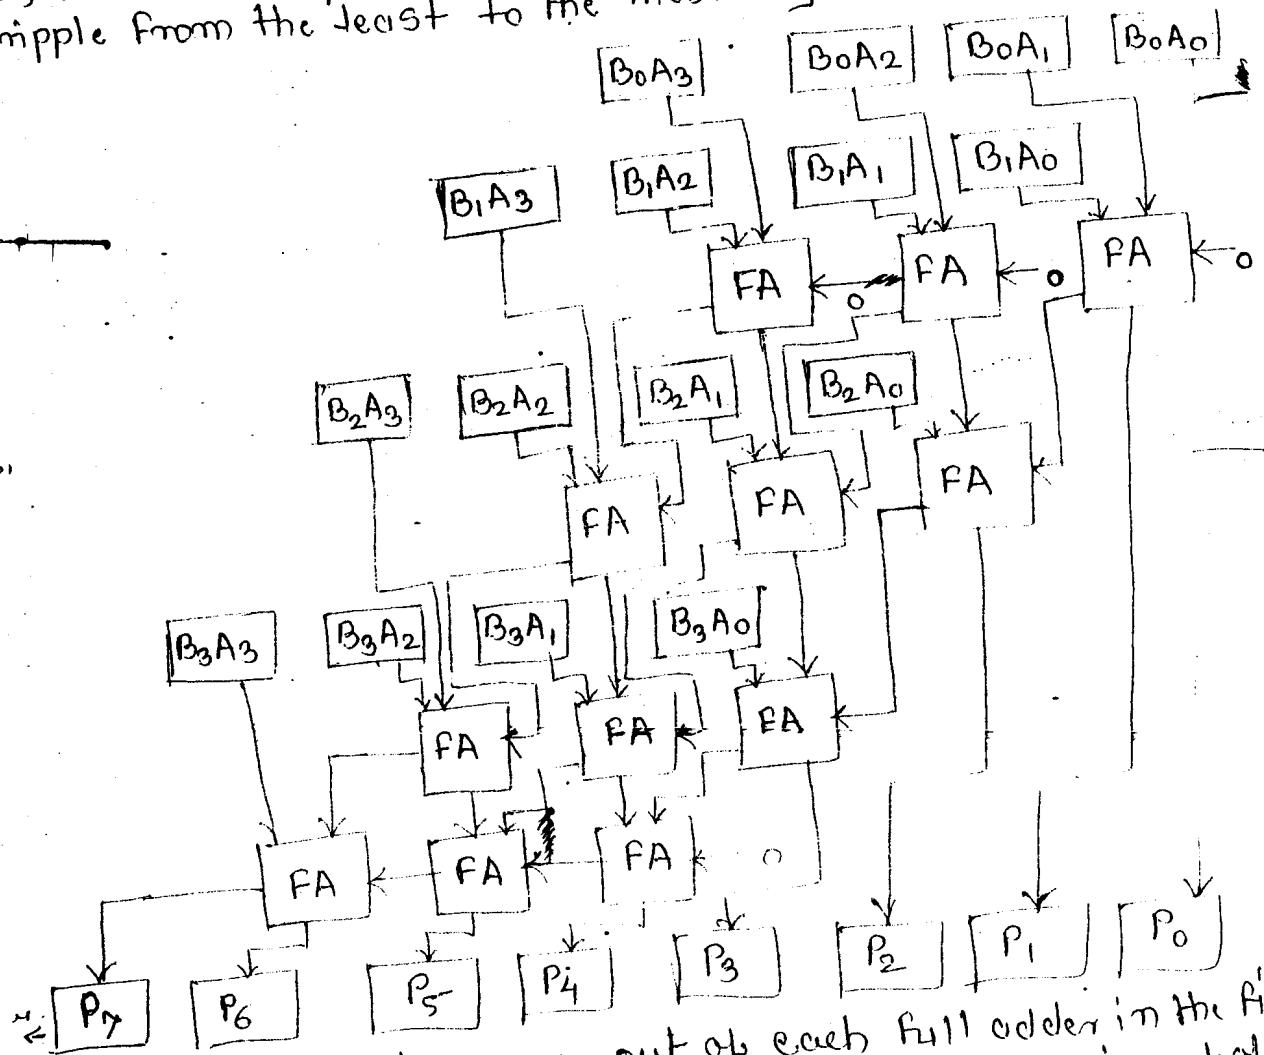 ripple from the least to the
B0A3 B0A2 B0A1 B0A0
B1A3 B1A2 B1A1 B1A0
FA FA FA 0
0 0
B2A3 B2A2 B2A1 B2A0
FA FA FA
B3A3 B3A2 B3A1 B3A0
FA FA FA
FA FA FA 0
P7 P6 P5 P4 P3 P2 P1 P0
out of each full adder in the